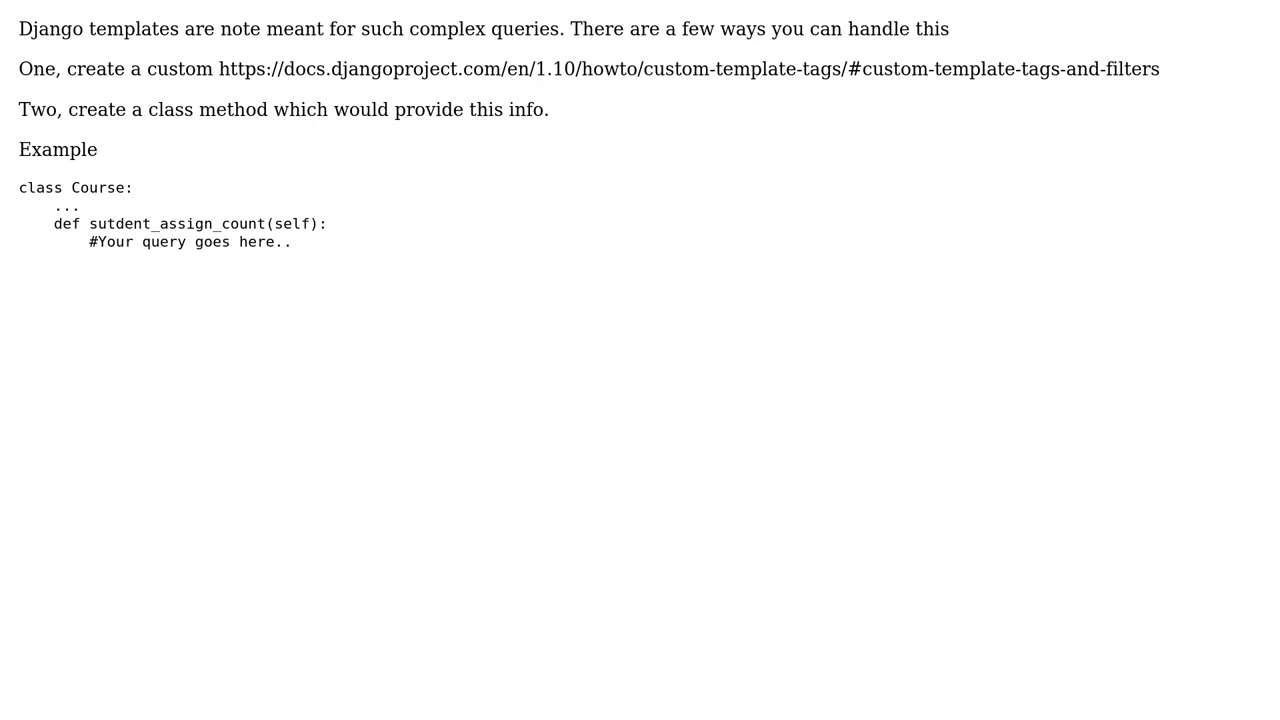 Django templates are note meant for such complex queries. There are a few ways you can handle this
One, create a custom https://docs.djangoproject.com/en/1.10/howto/custom-template-tags/#custom-template-tags-and-filters
Two, create a class method which would provide this info.
Example
class Course:
    ...
    def sutdent_assign_count(self):
        #Your query goes here..